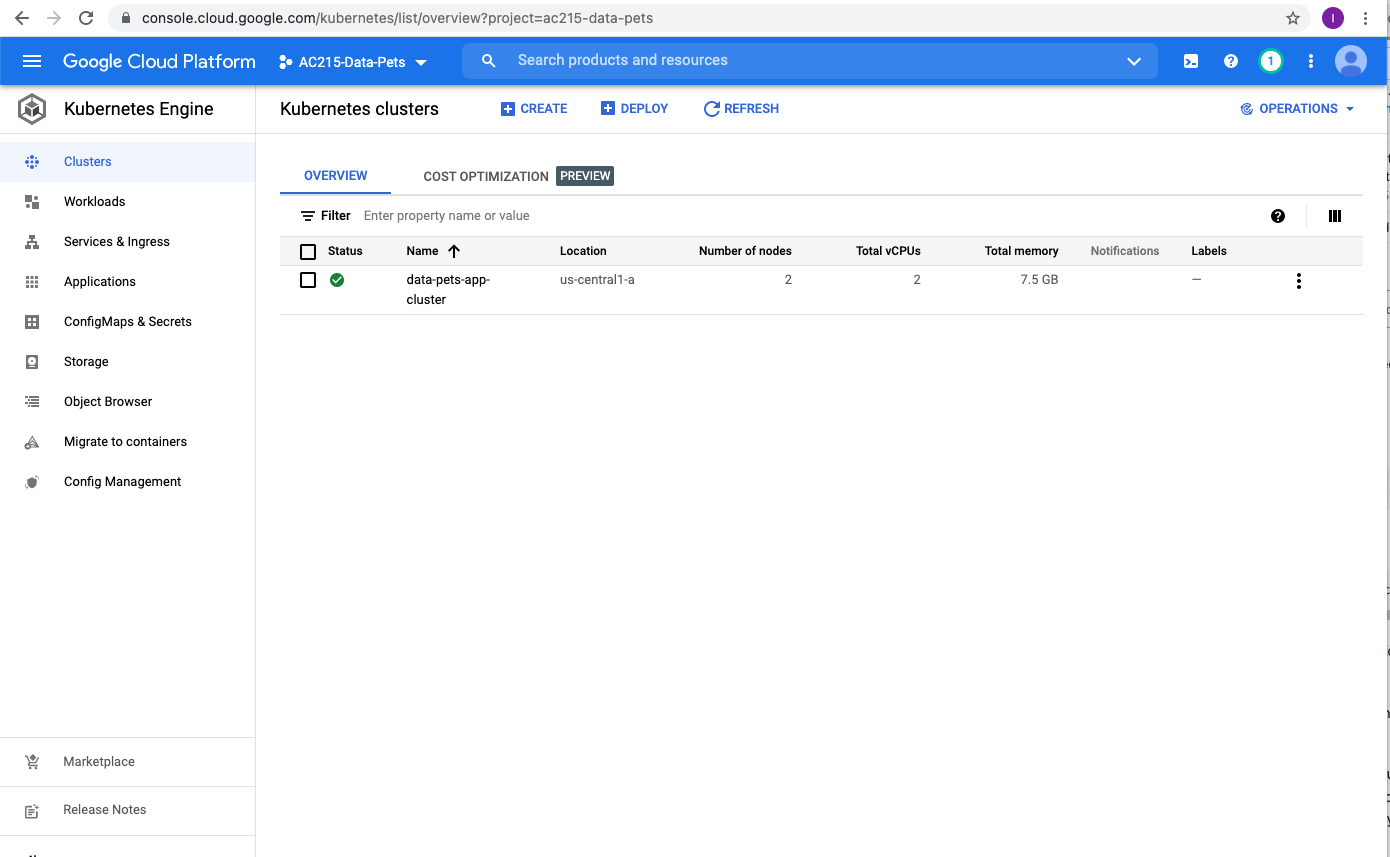 console.cloud.google.com/kubernetes/list/overview?project=ac215-data-pets
I
Google Cloud Platform
AC215-Data-Pets
Search products and resources
1
Kubernetes Engine
Kubernetes clusters
CREATE
DEPLOY
REFRESH
OPERATIONS
Clusters
Workloads
Services & Ingress
Applications
ConfigMaps & Secrets
Storage
Object Browser
Migrate to containers
Config Management
Marketplace
Release Notes
OVERVIEW
COST OPTIMIZATION PREVIEW
Filter Enter property name or value
Status Name Location Number of nodes Total vCPUs Total memory Notifications Labels
data-pets-app-
cluster
us-central1-a 2 2 7.5 GB —